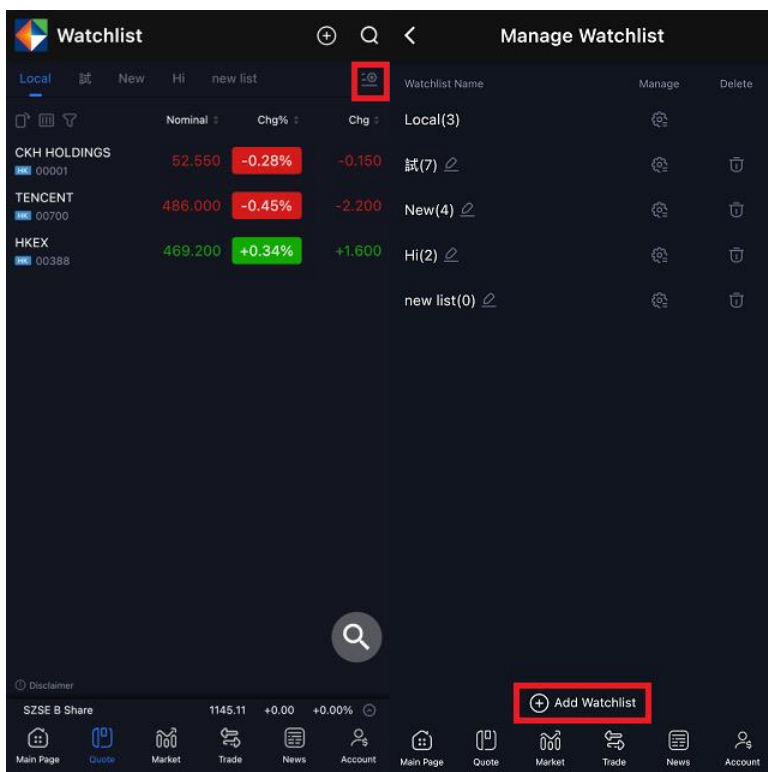 Watchlist
Local 試 New Hi new list
Nominal Chg% Chg
CKH HOLDINGS
52.550 -0.28% -0.150
HK 00001
TENCENT
486.000 -0.45% -2.200
HK 00700
HKEX
469.200 +0.34% +1.600
HK 00388
Disclaimer
SZSE B Share 1145.11 +0.00 +0.00%
Main Page Quote Market Trade News Account
Manage Watchlist
Watchlist Name Manage Delete
Local(3)
試(7)
New(4)
Hi(2)
new list(0)
Add Watchlist
Main Page Quote Market Trade News Account